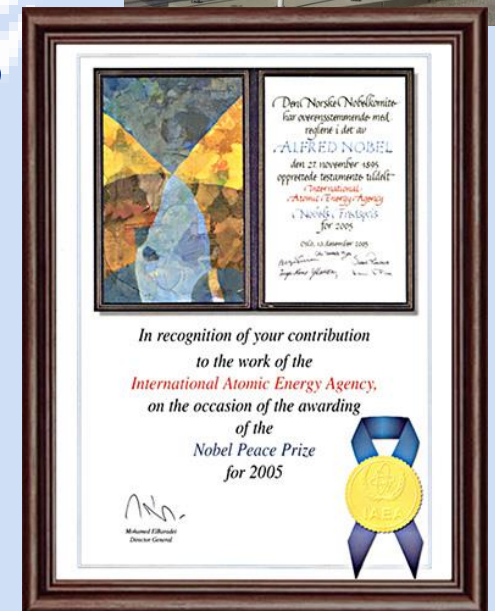 Den Norske Nobelkomite
har overensstemmende med
reglene i det av
ALFRED NOBEL
den 27. november 1895
opprettede testamente tildelt
International
Atomic Energy Agency
Nobels Fredspris
for 2005
Oslo, 10. desember 2005
In recognition of your contribution
to the work of the
International Atomic Energy Agency,
on the occasion of the awarding
of the
Nobel Peace Prize
for 2005
Mohamed ElBaradei
Director General
IAEA